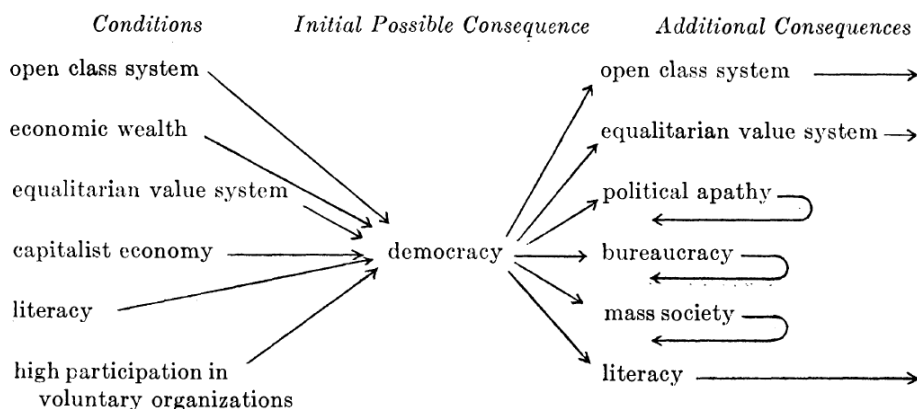 Conditions Initial Possible Consequence Additional Consequences
open class system
economic wealth
equalitarian value system
capitalist economy
literacy
high participation in
voluntary organizations
democracy
open class system
equalitarian value system
political apathy
bureaucracy
mass society
literacy